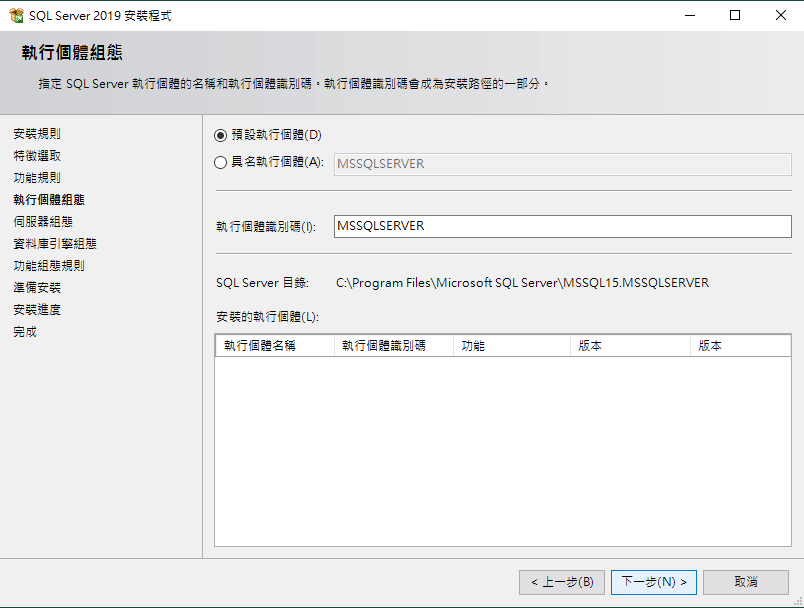 SQL Server 2019 安裝程式
執行個體組態
指定 SQL Server 執行個體的名稱和執行個體識別碼。執行個體識別碼會成為安裝路徑的一部分。
安裝規則
特徵選取
功能規則
執行個體組態
伺服器組態
資料庫引擎組態
功能組態規則
準備安裝
安裝進度
完成
預設執行個體(D)
具名執行個體(A): MSSQLSERVER
執行個體識別碼(I): MSSQLSERVER
SQL Server 目錄: C:\Program Files\Microsoft SQL Server\MSSQL15.MSSQLSERVER
安裝的執行個體(L):
執行個體名稱 執行個體識別碼 功能 版本 版本
< 上一步(B) 下一步(N) > 取消